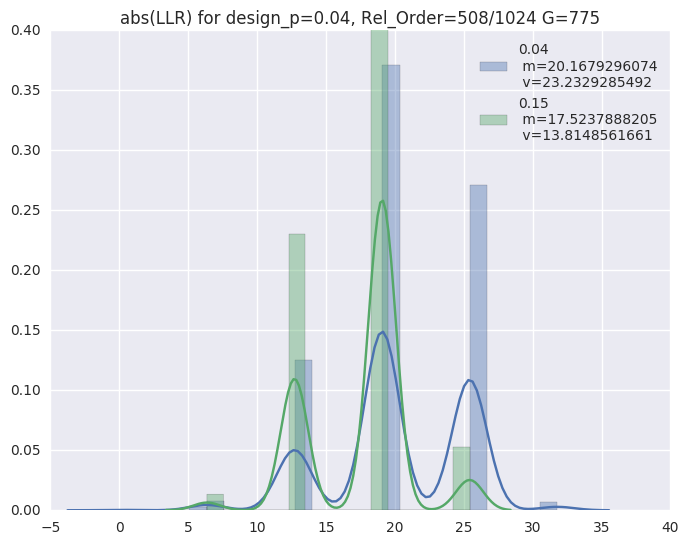 abs(LLR) for design_p=0.04, Rel_Order=508/1024 G=775
0.40
0.35
0.30
0.25
0.20
0.15
0.10
0.05
0.00
0.04
m=20.1679296074
v=23.2329285492
0.15
m=17.5237888205
v=13.8148561661
−5 0 5 10 15 20 25 30 35 40